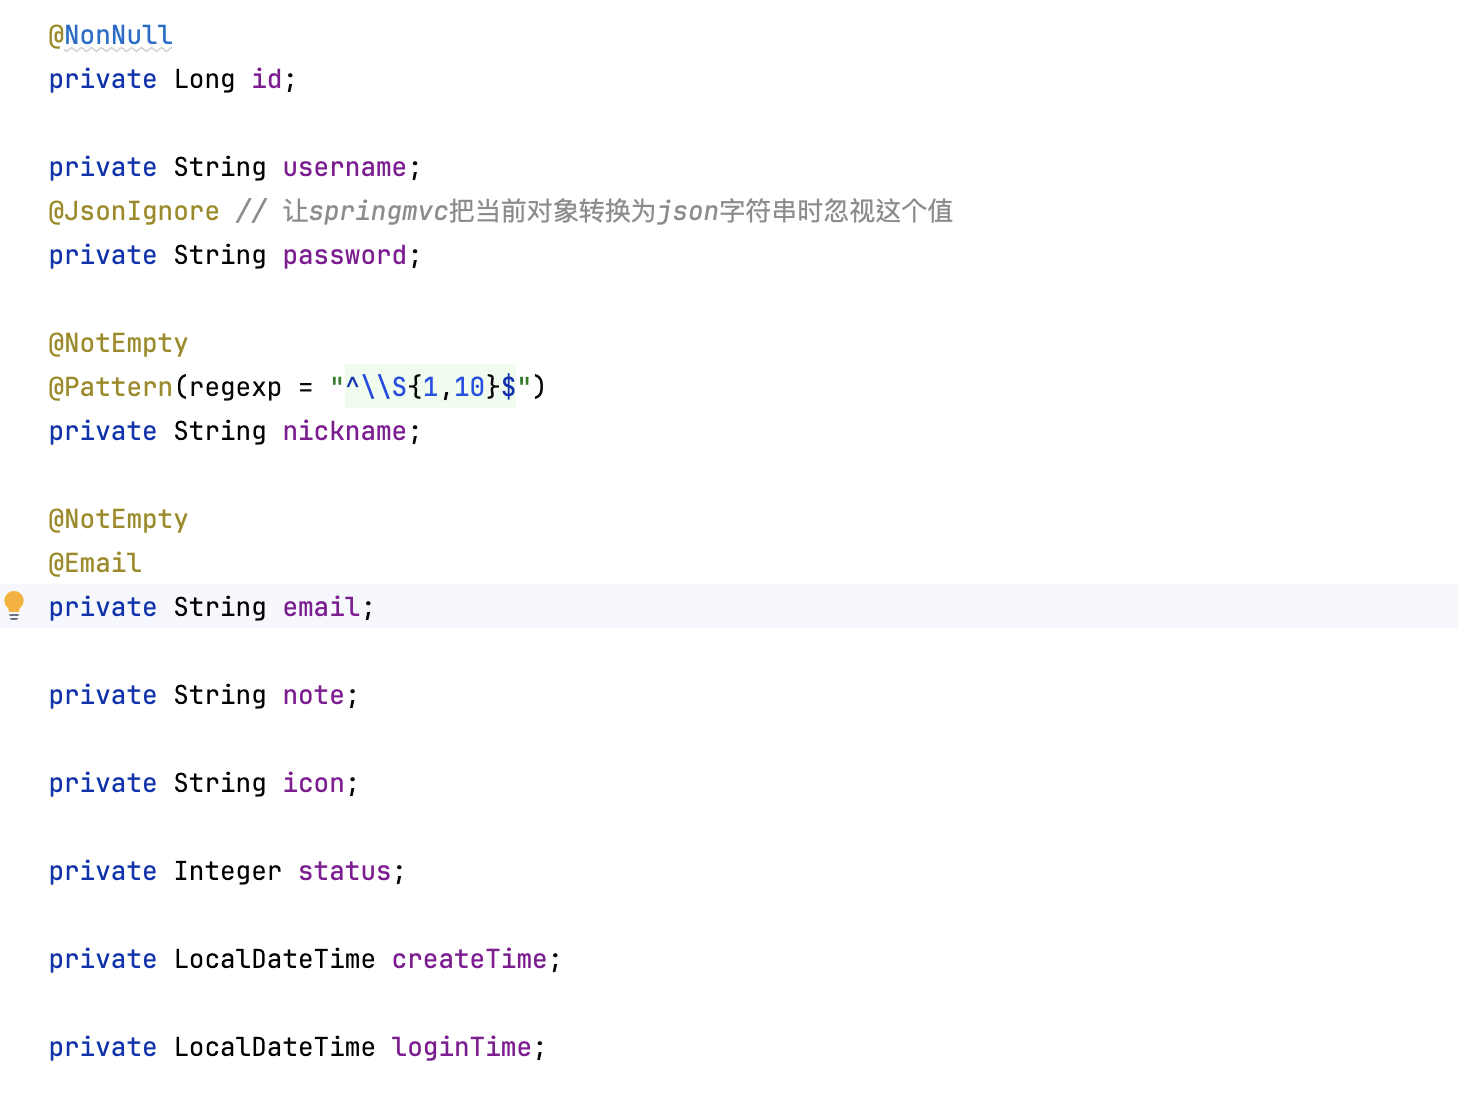 @NonNull
private Long id;
private String username;
@JsonIgnore // 让springmvc把当前对象转换为json字符串时忽视这个值
private String password;
@NotEmpty
@Pattern(regexp = "^\\S{1,10}$")
private String nickname;
@NotEmpty
@Email
private String email;
private String note;
private String icon;
private Integer status;
private LocalDateTime createTime;
private LocalDateTime loginTime;